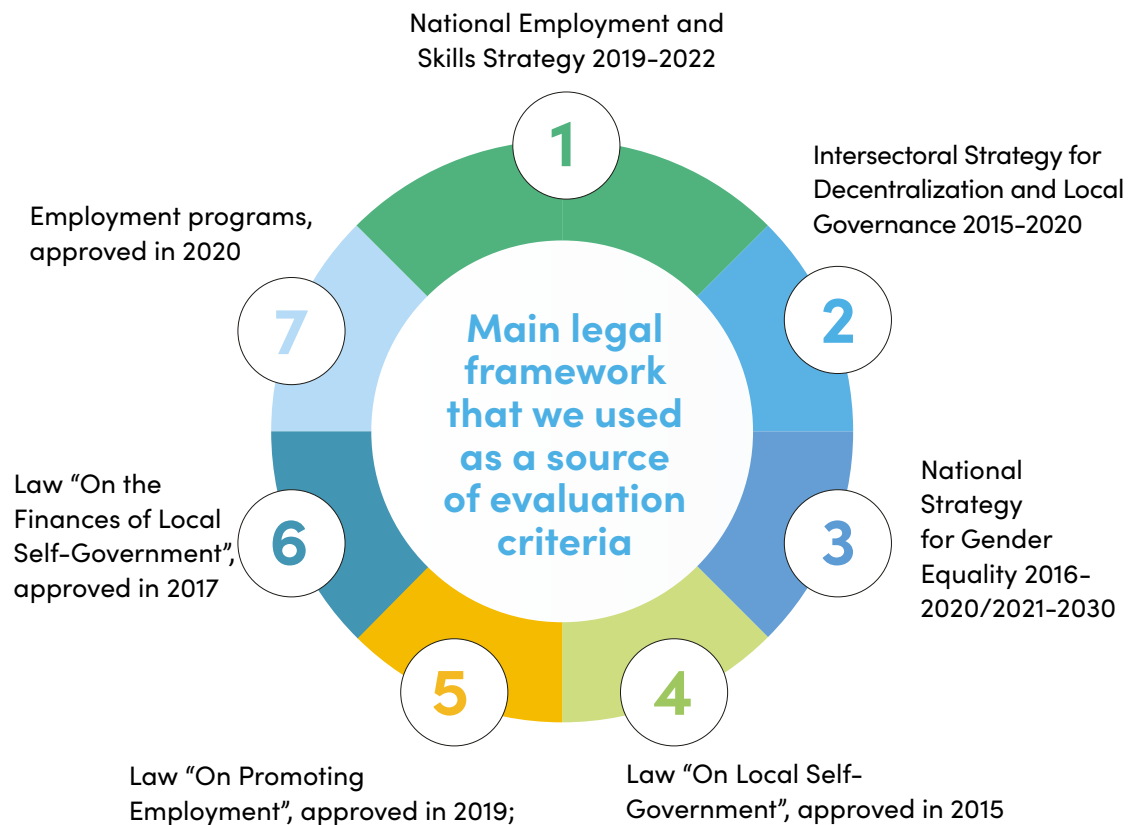 National Employment and
Skills Strategy 2019-2022
1
Intersectoral Strategy for
Decentralization and Local
Governance 2015-2020
2
National
Strategy
for Gender
Equality 2016-
2020/2021-2030
3
Law “On Local Self-
Government”, approved in 2015
4
Law “On Promoting
Employment”, approved in 2019;
5
Law “On the
Finances of Local
Self-Government”,
approved in 2017
6
Employment programs,
approved in 2020
7
Main legal
framework
that we used
as a source
of evaluation
criteria